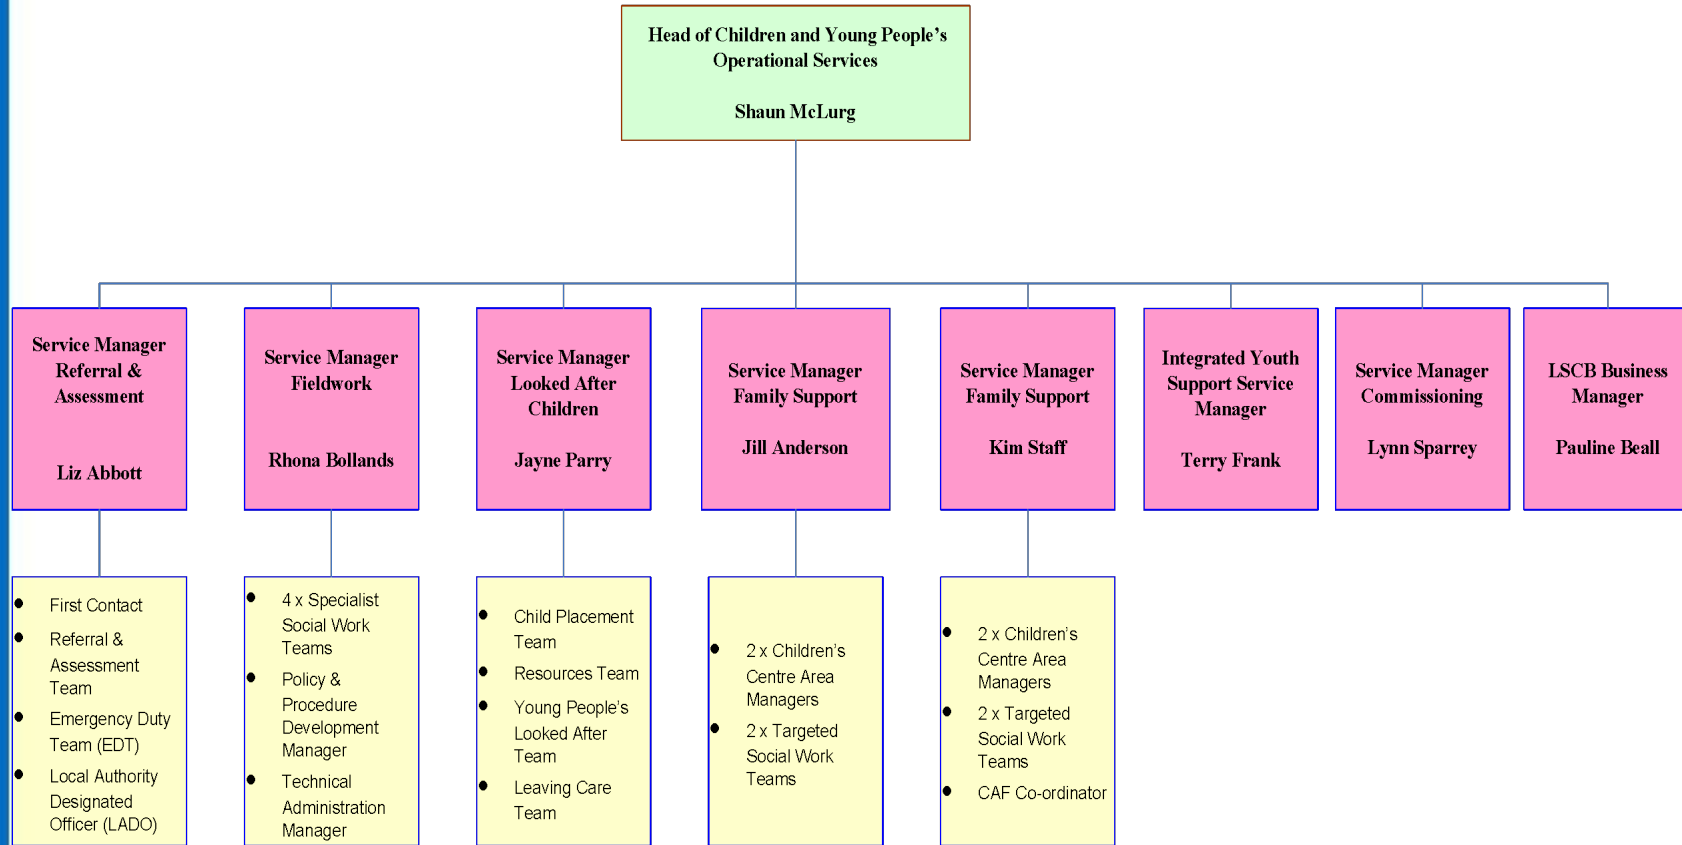 Head of Children and Young People’s
Operational Services
Shaun McLurg
Service Manager
Referral &
Assessment
Liz Abbott
Service Manager
Fieldwork
Rhona Bollands
Service Manager
Looked After
Children
Jayne Parry
Service Manager
Family Support
Jill Anderson
Service Manager
Family Support
Kim Staff
Integrated Youth
Support Service
Manager
Terry Frank
Service Manager
Commissioning
Lynn Sparrey
LSCB Business
Manager
Pauline Beall
• First Contact
• Referral &
Assessment
Team
• Emergency Duty
Team (EDT)
• Local Authority
Designated
Officer (LADO)
• 4 x Specialist
Social Work
Teams
• Policy &
Procedure
Development
Manager
• Technical
Administration
Manager
• Child Placement
Team
• Resources Team
• Young People’s
Looked After
Team
• Leaving Care
Team
• 2 x Children’s
Centre Area
Managers
• 2 x Targeted
Social Work
Teams
• 2 x Children’s
Centre Area
Managers
• 2 x Targeted
Social Work
Teams
• CAF Co-ordinator